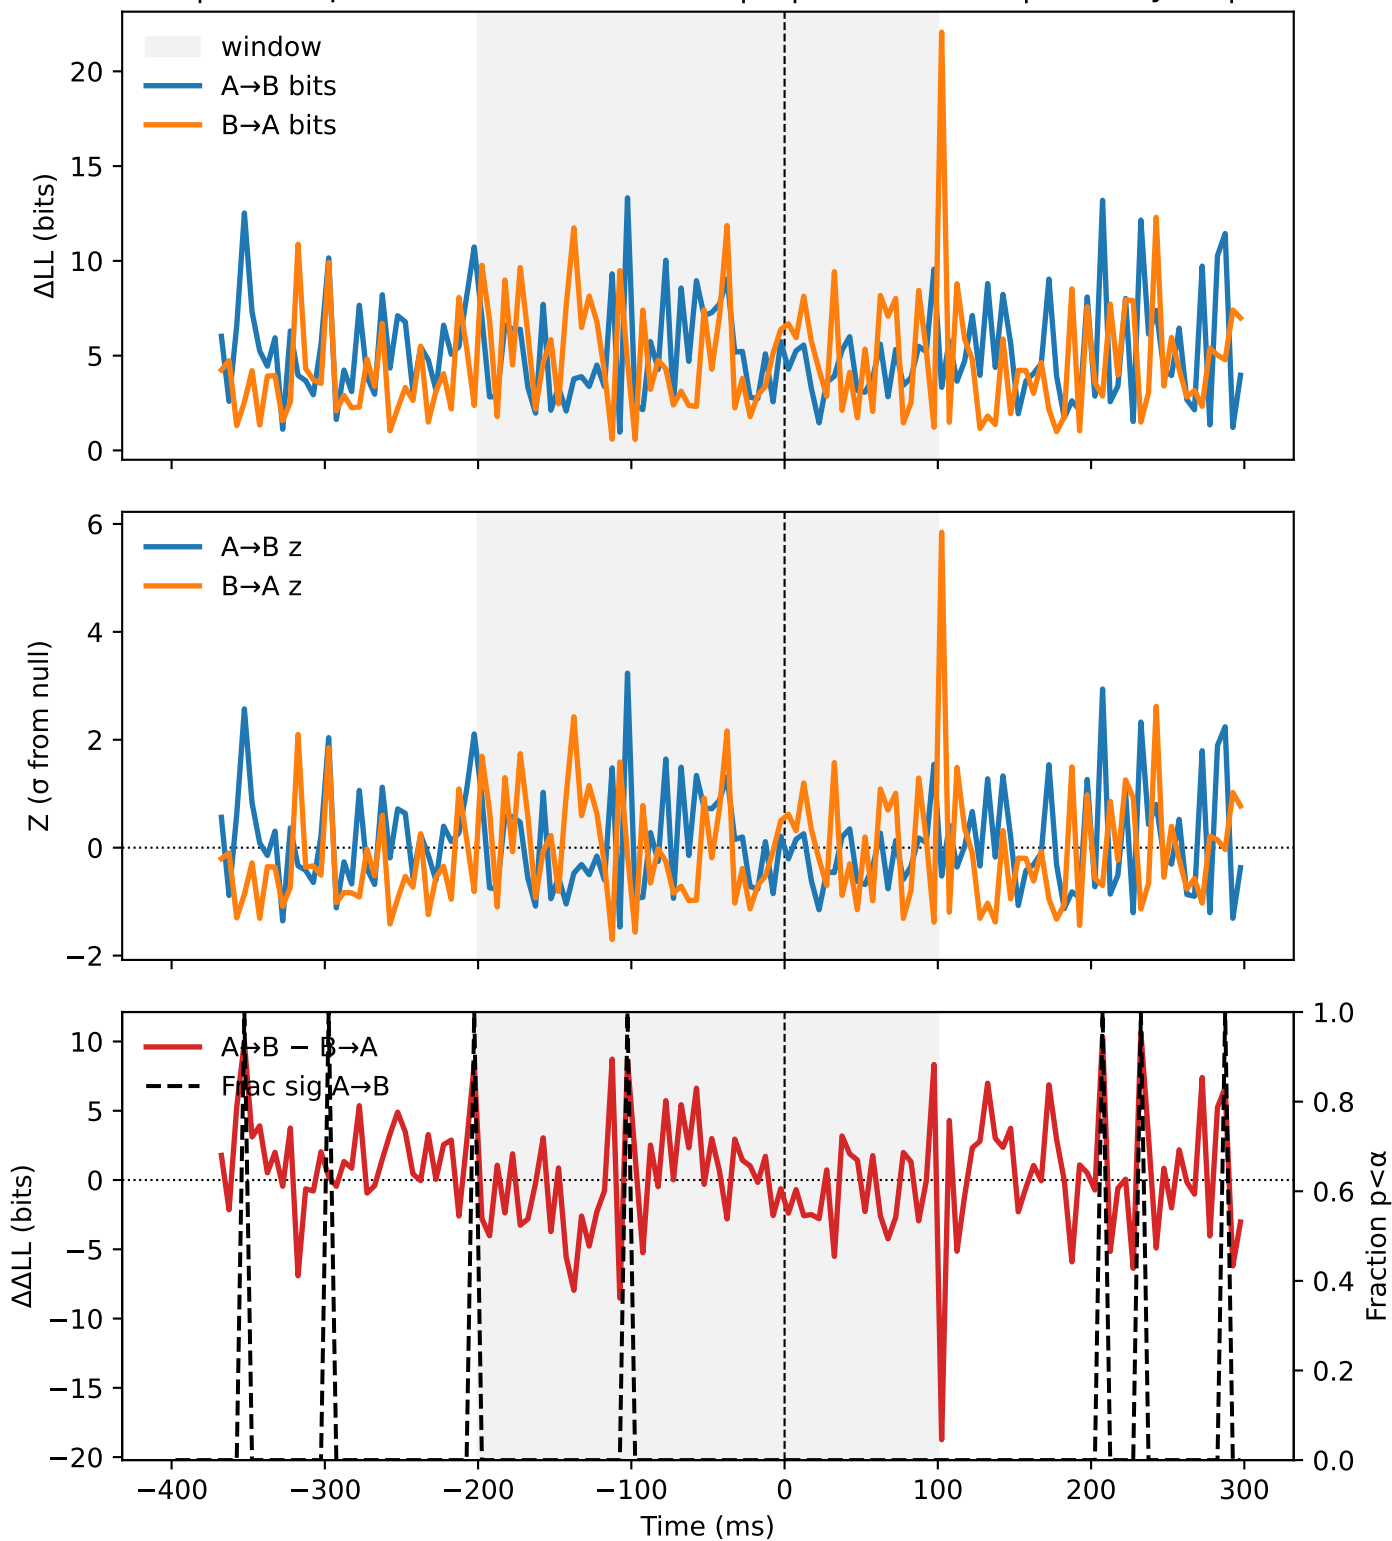 window
A→B bits
B→A bits
ΔLL (bits)
20
15
10
5
0
A→B z
B→A z
Z (σ from null)
6
4
2
0
−2
A→B − B→A
Frac sig A→B
ΔΔLL (bits)
10
5
0
−5
−10
−15
−20
1.0
0.8
0.6
0.4
0.2
0.0
Fraction p<α
−400 −300 −200 −100 0 100 200 300
Time (ms)